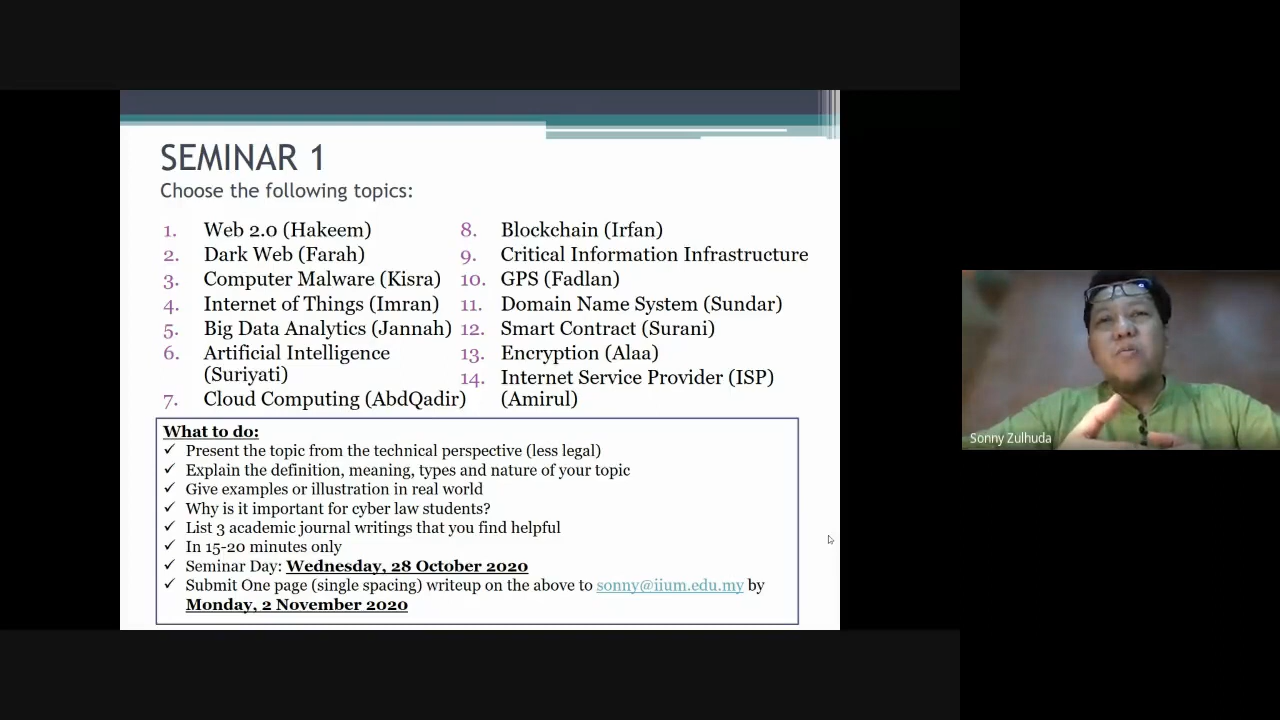 SEMINAR 1
Choose the following topics:
1. Web 2.0 (Hakeem)
2. Dark Web (Farah)
3. Computer Malware (Kisra)
4. Internet of Things (Imran)
5. Big Data Analytics (Jannah)
6. Artificial Intelligence
(Suriyati)
7. Cloud Computing (AbdQadir)
8. Blockchain (Irfan)
9. Critical Information Infrastructure
10. GPS (Fadlan)
11. Domain Name System (Sundar)
12. Smart Contract (Surani)
13. Encryption (Alaa)
14. Internet Service Provider (ISP)
(Amirul)
What to do:
✓ Present the topic from the technical perspective (less legal)
✓ Explain the definition, meaning, types and nature of your topic
✓ Give examples or illustration in real world
✓ Why is it important for cyber law students?
✓ List 3 academic journal writings that you find helpful
✓ In 15-20 minutes only
✓ Seminar Day: Wednesday, 28 October 2020
✓ Submit One page (single spacing) writeup on the above to sonny@iium.edu.my by
Monday, 2 November 2020
Sonny Zulhuda